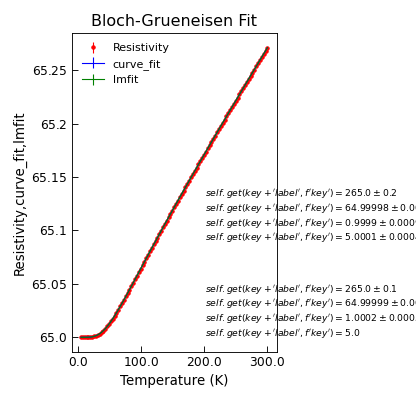 Bloch-Grueneisen Fit
Resistivity
curve_fit
lmfit
Resistivity,curve_fit,lmfit
65.25
65.2
65.15
65.1
65.05
65.0
self.get(key +'label', f'key') = 265.0 ± 0.2
self.get(key +'label', f'key') = 64.99998 ± 0.0
self.get(key +'label', f'key') = 0.9999 ± 0.000
self.get(key +'label', f'key') = 5.0001 ± 0.000
self.get(key +'label', f'key') = 265.0 ± 0.1
self.get(key +'label', f'key') = 64.99999 ± 0.0
self.get(key +'label', f'key') = 1.0002 ± 0.000
self.get(key +'label', f'key') = 5.0
0.0 100.0 200.0 300.0
Temperature (K)